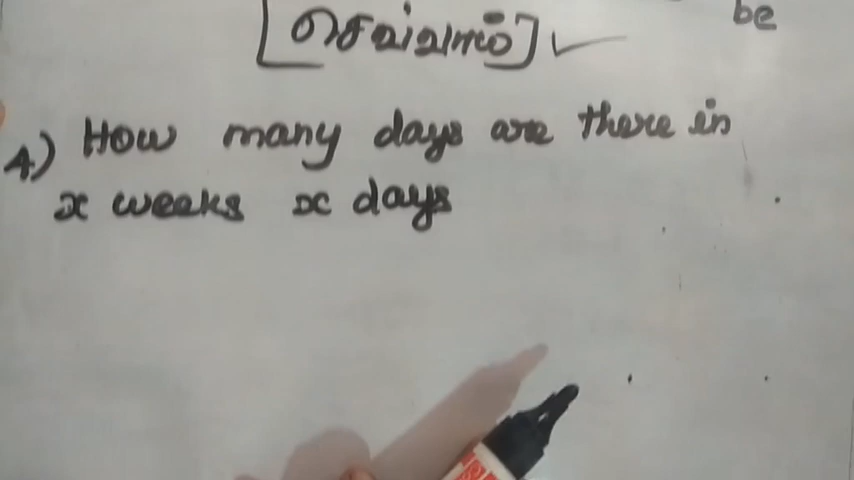 be
[செவ்வாய்]
4) How many days are there in
x weeks x days